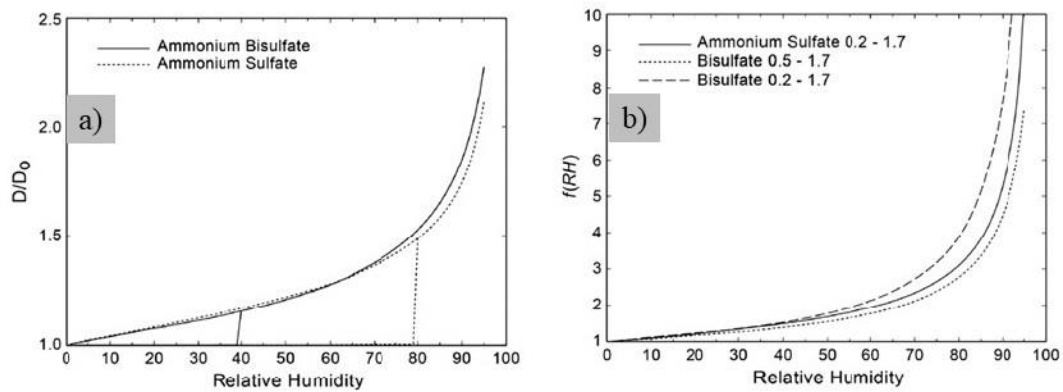 a)
2.5
2.0
1.5
1.0
D/D0
Ammonium Bisulfate
Ammonium Sulfate
0 10 20 30 40 50 60 70 80 90 100
Relative Humidity
b)
10
9
8
7
6
5
4
3
2
1
f(RH)
Ammonium Sulfate 0.2 - 1.7
Bisulfate 0.5 - 1.7
Bisulfate 0.2 - 1.7
0 10 20 30 40 50 60 70 80 90 100
Relative Humidity